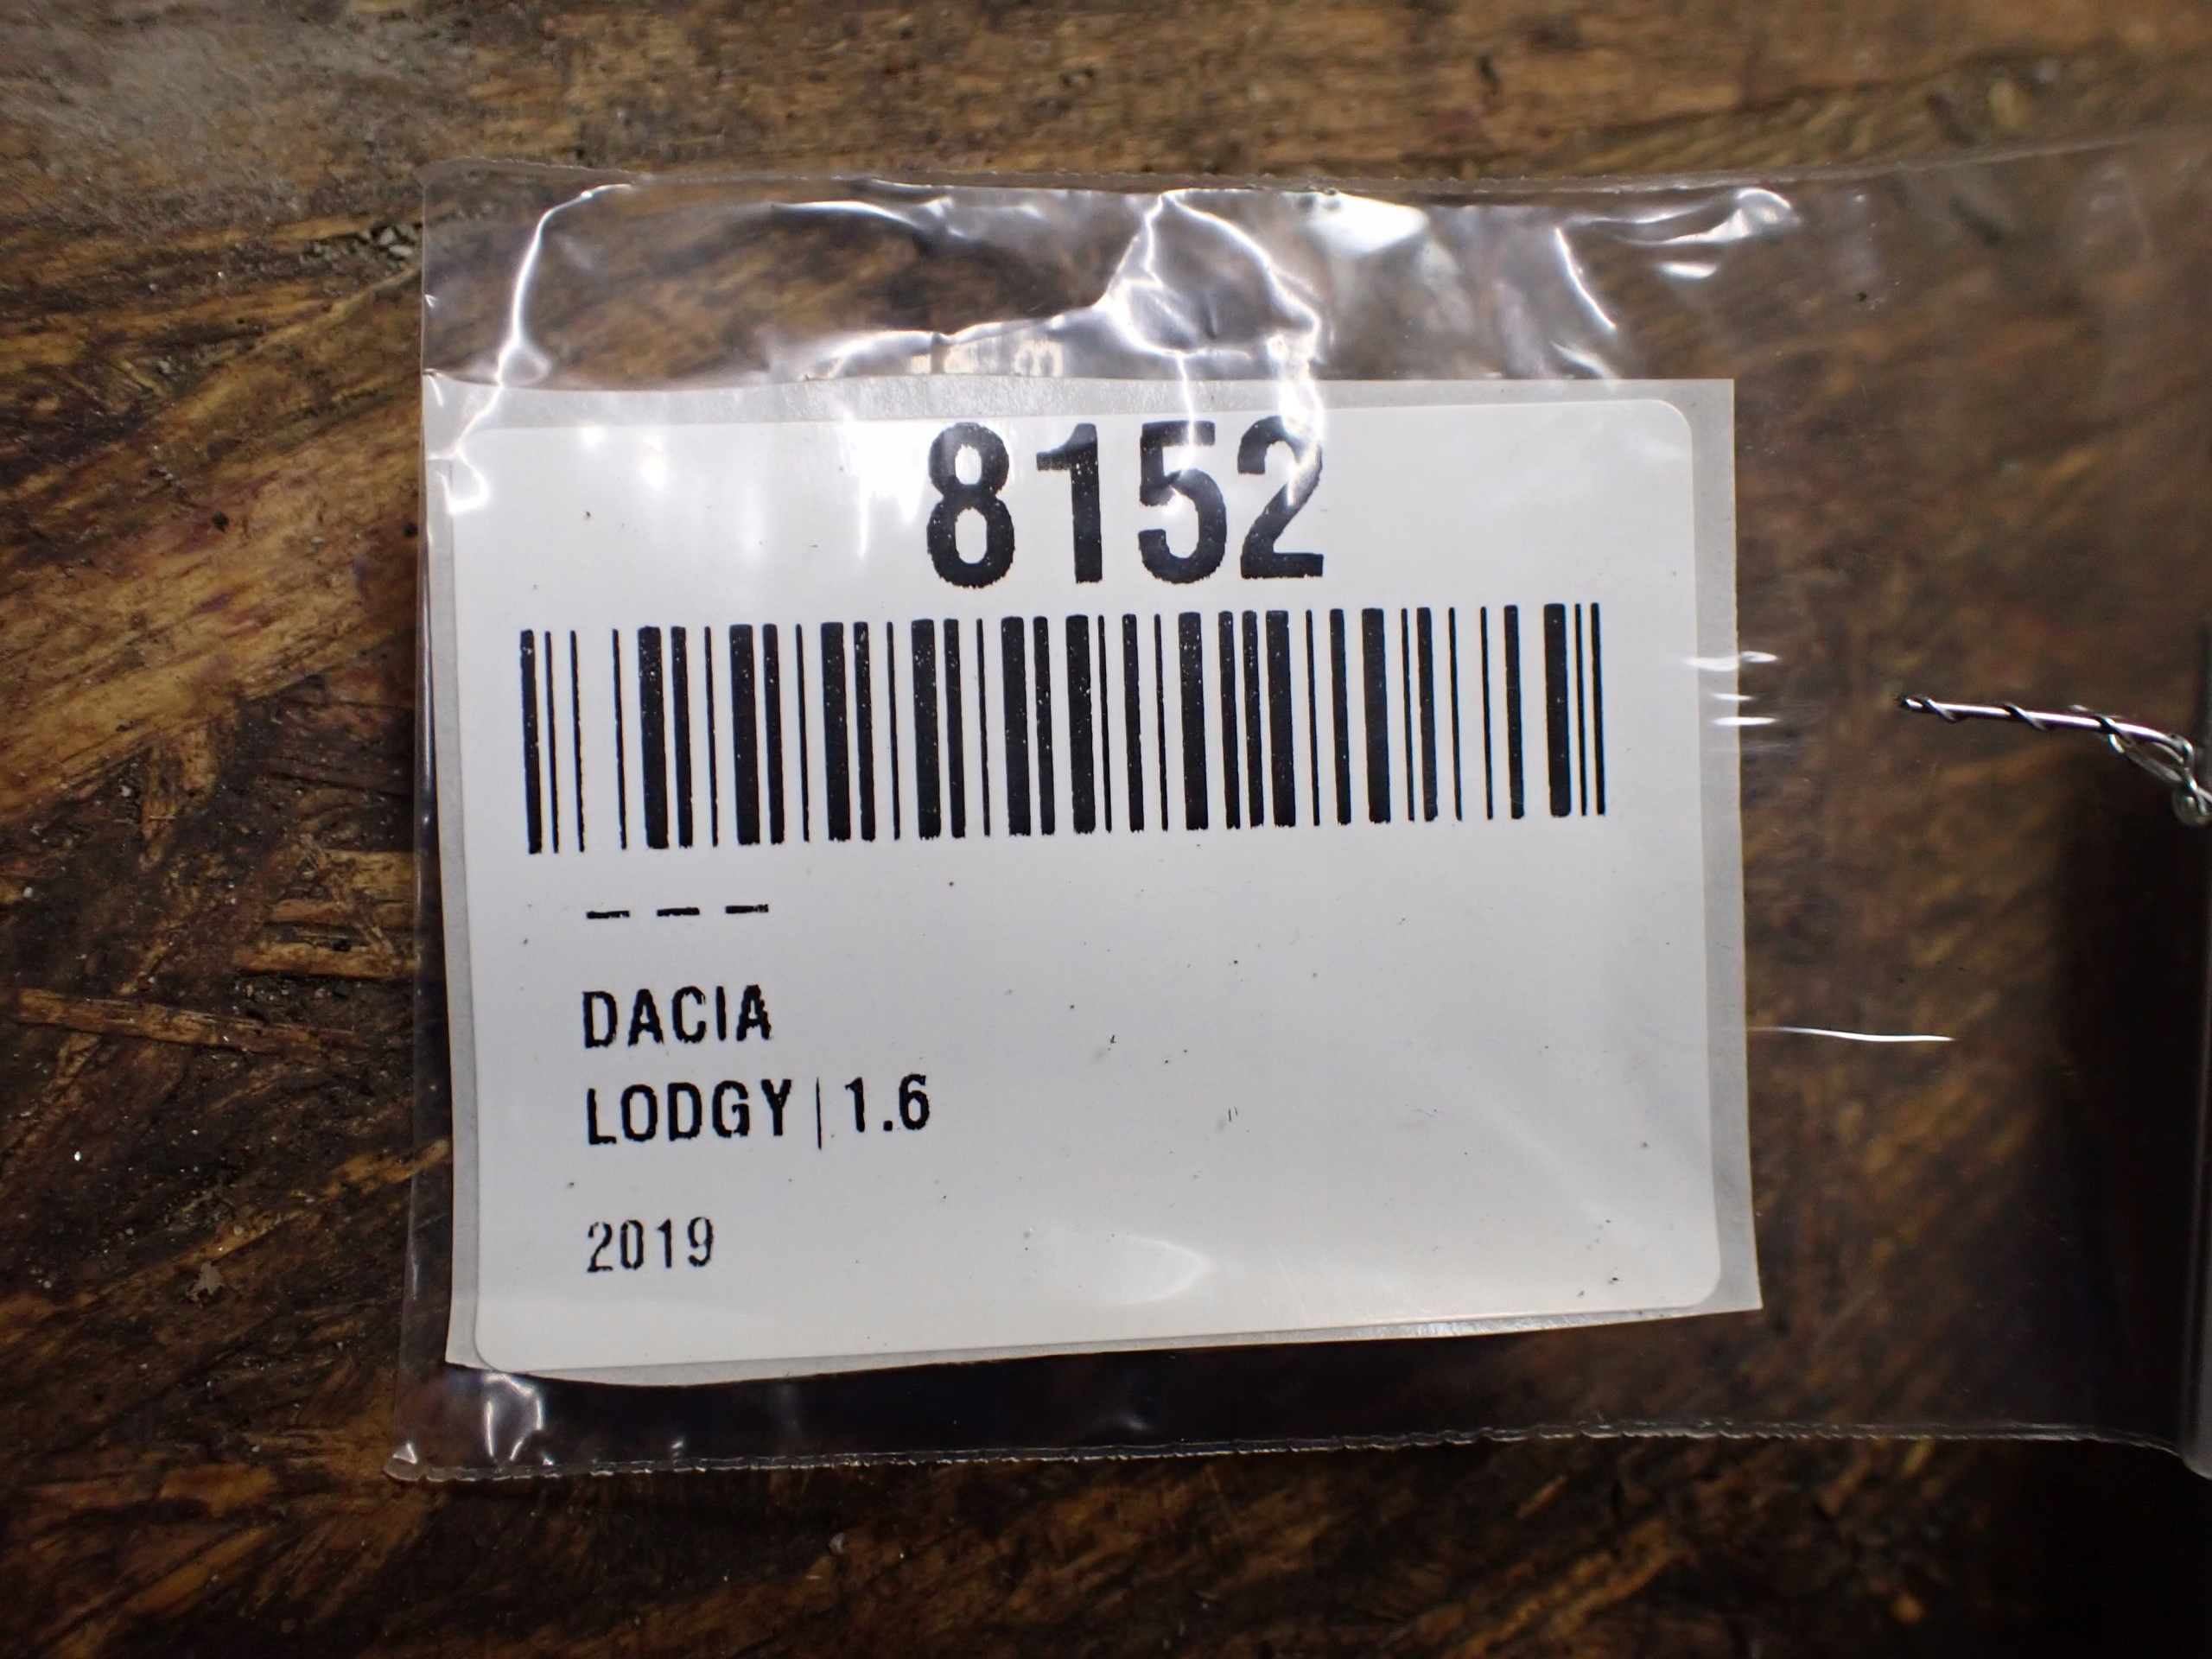 8152
— — —
DACIA
LODGY | 1.6
2019